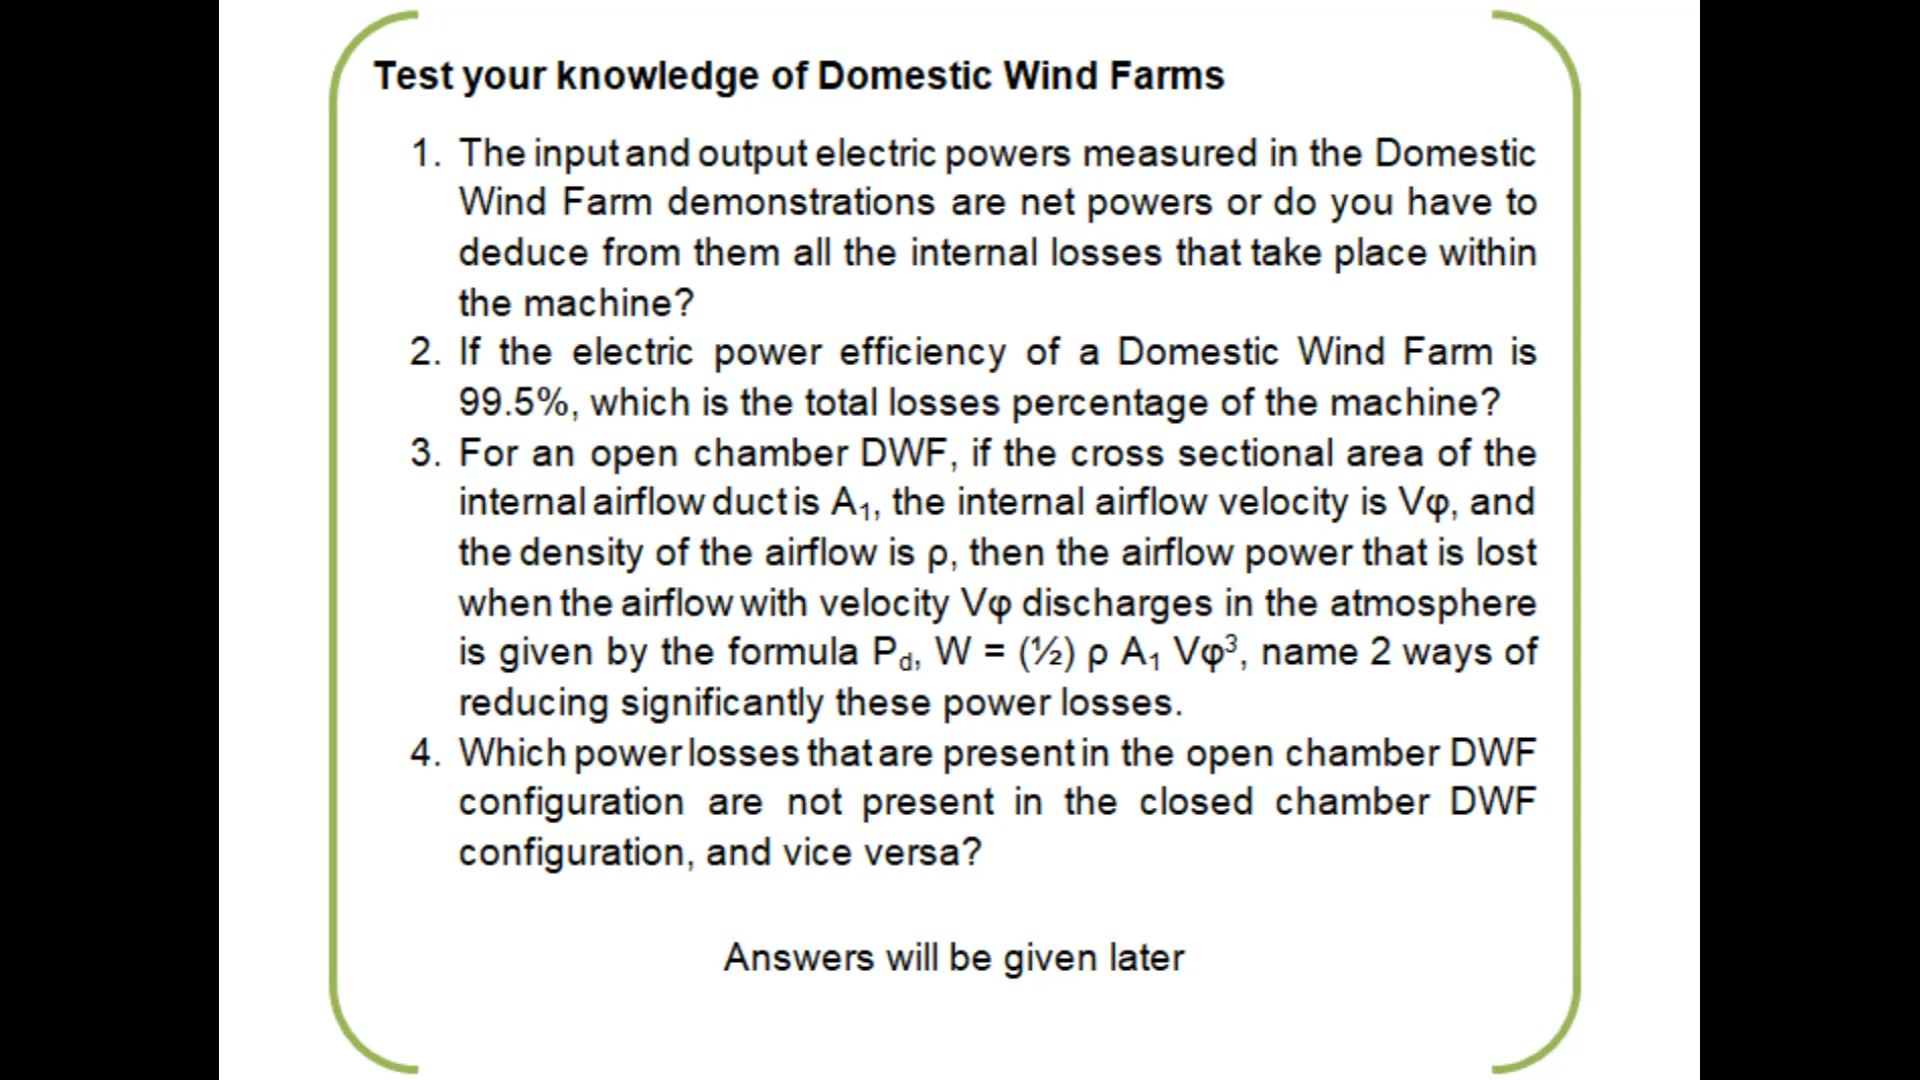 Test your knowledge of Domestic Wind Farms
1. The input and output electric powers measured in the Domestic
Wind Farm demonstrations are net powers or do you have to
deduce from them all the internal losses that take place within
the machine?
2. If the electric power efficiency of a Domestic Wind Farm is
99.5%, which is the total losses percentage of the machine?
3. For an open chamber DWF, if the cross sectional area of the
internal airflow duct is A₁, the internal airflow velocity is Vφ, and
the density of the airflow is ρ, then the airflow power that is lost
when the airflow with velocity Vφ discharges in the atmosphere
is given by the formula P_d, W = (½) ρ A₁ Vφ³, name 2 ways of
reducing significantly these power losses.
4. Which power losses that are present in the open chamber DWF
configuration are not present in the closed chamber DWF
configuration, and vice versa?
Answers will be given later